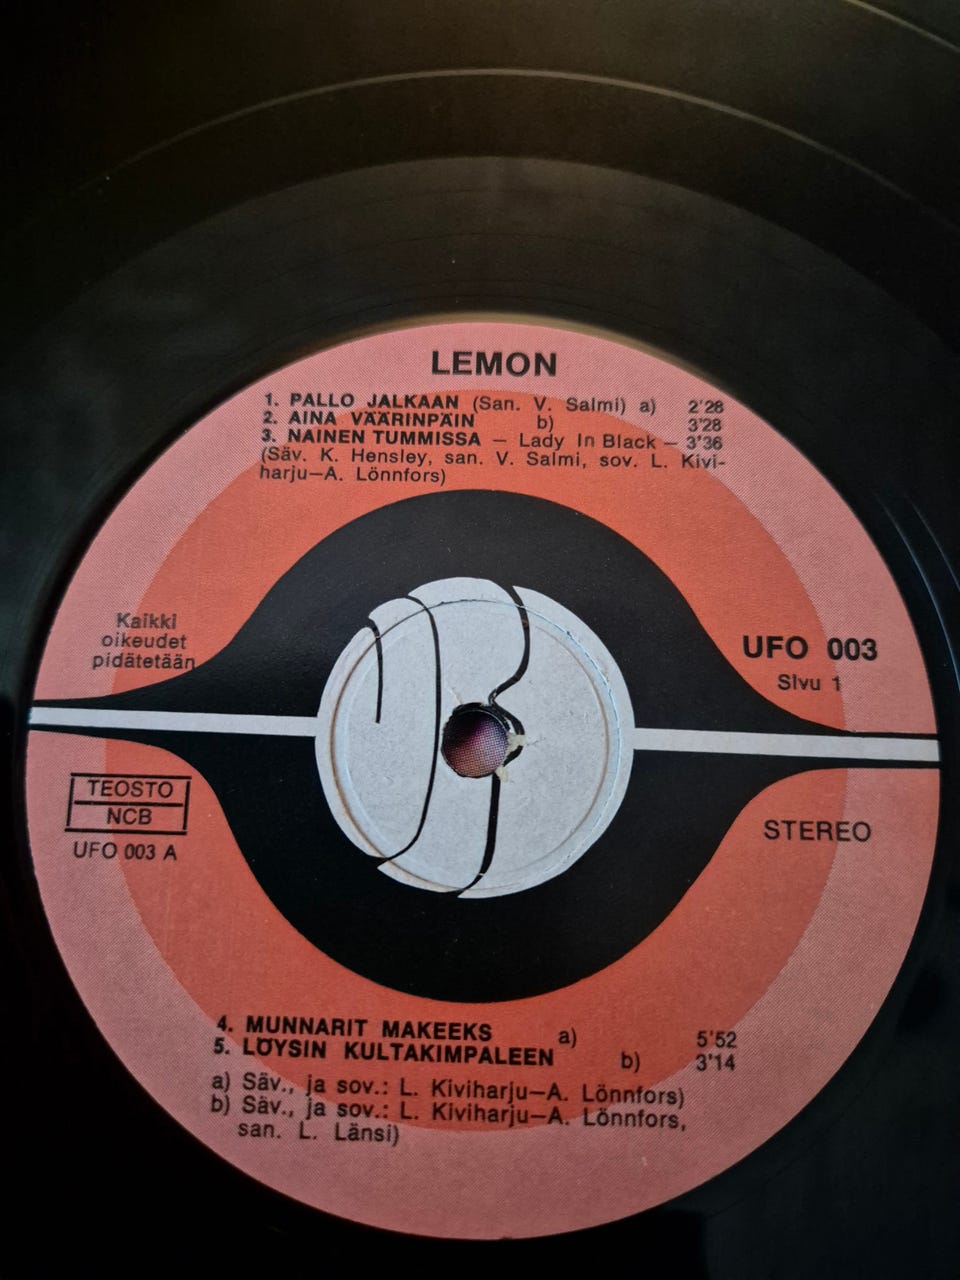 LEMON
1. PALLO JALKAAN (San. V. Salmi) a) 2'28
2. AINA VÄÄRINPÄIN b) 3'28
3. NAINEN TUMMISSA — Lady In Black — 3'36
(Säv. K. Hensley, san. V. Salmi, sov. L. Kivi-
harju—A. Lönnfors)
Kaikki
oikeudet
pidätetään
UFO 003
Sivu 1
TEOSTO
NCB
UFO 003 A
STEREO
4. MUNNARIT MAKEEKS a) 5'52
5. LÖYSIN KULTAKIMPALEEN b) 3'14
a) Säv., ja sov.: L. Kiviharju—A. Lönnfors)
b) Säv., ja sov.: L. Kiviharju—A. Lönnfors,
san. L. Länsi)